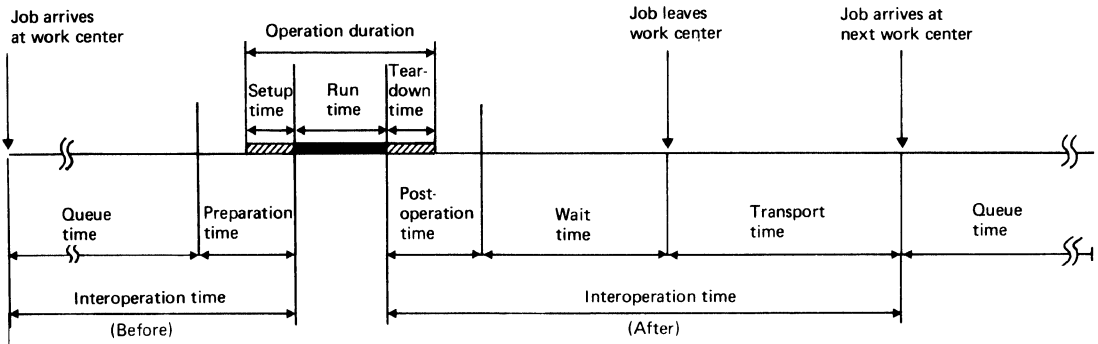 Job arrives
at work center
Operation duration
Job leaves
work center
Job arrives at
next work center
Setup
time
Run
time
Tear-
down
time
Queue
time
Preparation
time
Post-
operation
time
Wait
time
Transport
time
Queue
time
Interoperation time
(Before)
Interoperation time
(After)